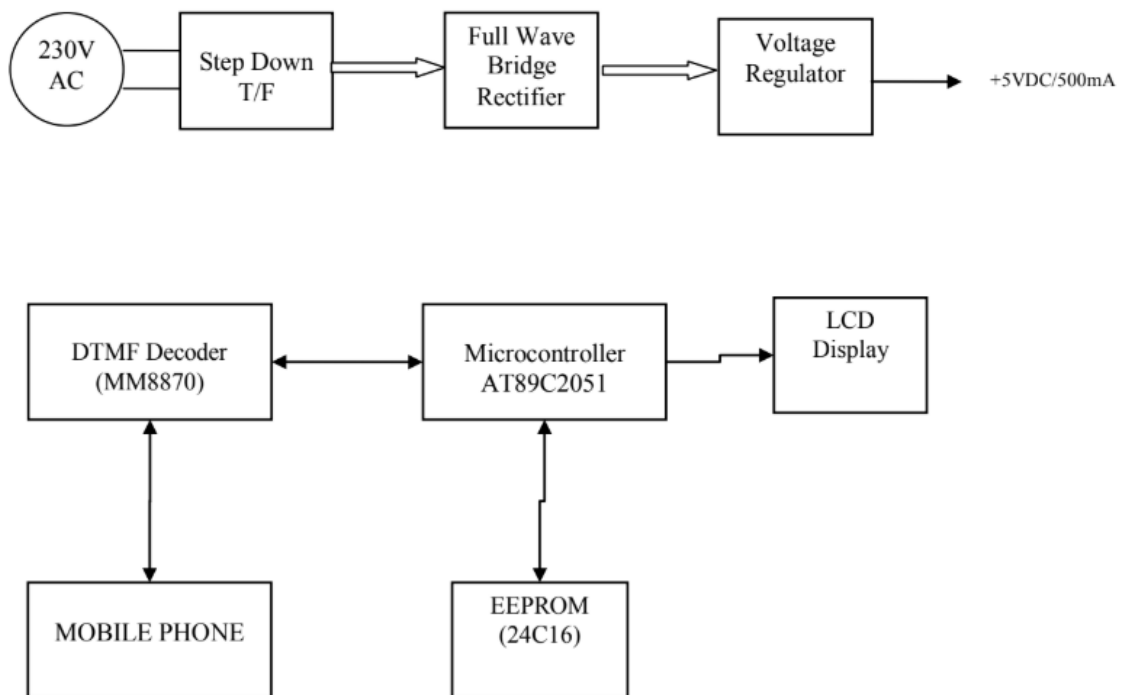 230V
AC
Step Down
T/F
Full Wave
Bridge
Rectifier
Voltage
Regulator
+5VDC/500mA
DTMF Decoder
(MM8870)
Microcontroller
AT89C2051
LCD
Display
MOBILE PHONE
EEPROM
(24C16)